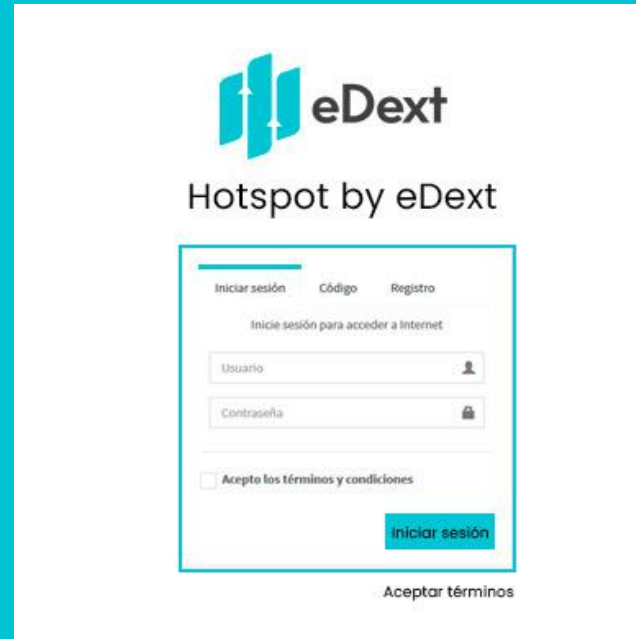 eDext
Hotspot by eDext
Iniciar sesión Código Registro
Inicie sesión para acceder a Internet
Usuario
Contraseña
Acepto los términos y condiciones
Iniciar sesión
Aceptar términos